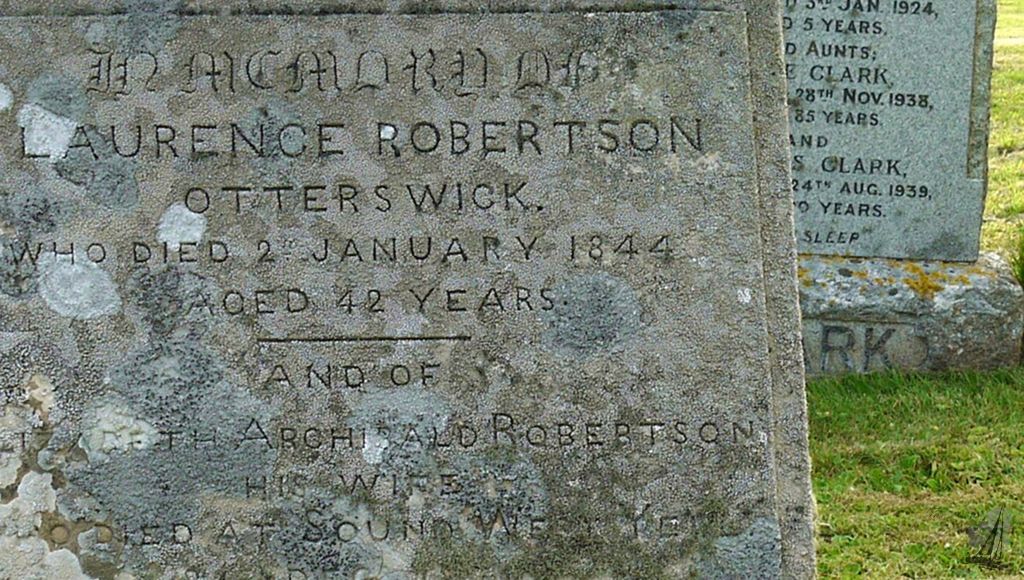 In Memory of
LAURENCE ROBERTSON
OTTERSWICK.
WHO DIED 2D JANUARY 1844
AGED 42 YEARS
AND OF
ARCHIBALD ROBERTSON
HIS WIFE
DIED AT SOUND
3RD JAN. 1924,
5 YEARS.
AUNTS;
CLARK,
28TH NOV. 1938,
85 YEARS.
AND
CLARK,
24TH AUG. 1939,
YEARS.
SLEEP"
RK